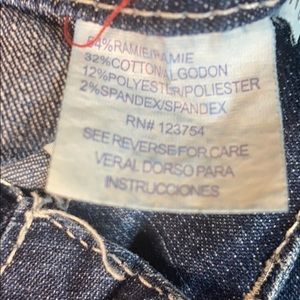 54%RAMIE/RAMIE
32%COTTON/ALGODON
12%POLYESTER/POLIESTER
2%SPANDEX/SPANDEX
RN# 123754
SEE REVERSE FOR CARE
VERAL DORSO PARA
INSTRUCCIONES